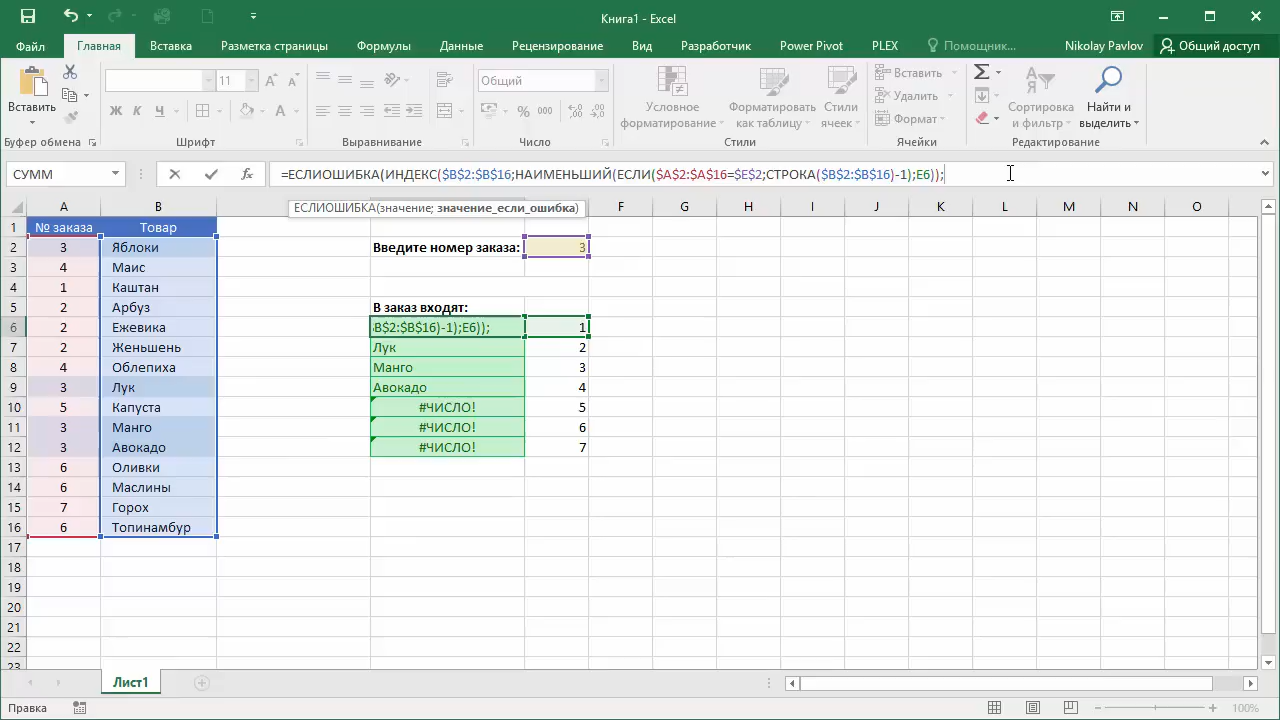 Книга1 - Excel
Файл Главная Вставка Разметка страницы Формулы Данные Рецензирование Вид Разработчик Power Pivot PLEX Помощник... Nikolay Pavlov Общий доступ
Вставить 11 Общий Условное форматирование Форматировать как таблицу Стили ячеек Вставить Удалить Формат Сортировка и фильтр Найти и выделить
Ж К Ч % 000
Буфер обмена Шрифт Выравнивание Число Стили Ячейки Редактирование
СУММ fx =ЕСЛИОШИБКА(ИНДЕКС($B$2:$B$16;НАИМЕНЬШИЙ(ЕСЛИ($A$2:$A$16=$E$2;СТРОКА($B$2:$B$16)-1);E6));
ЕСЛИОШИБКА(значение; значение_если_ошибка)
A B F G H I J K L M N O
1 № заказа Товар
2 3 Яблоки Введите номер заказа: 3
3 4 Маис
4 1 Каштан
5 2 Арбуз В заказ входят:
6 2 Ежевика B$2:$B$16)-1);E6)); 1
7 2 Женьшень Лук 2
8 4 Облепиха Манго 3
9 3 Лук Авокадо 4
10 5 Капуста #ЧИСЛО! 5
11 3 Манго #ЧИСЛО! 6
12 3 Авокадо #ЧИСЛО! 7
13 6 Оливки
14 6 Маслины
15 7 Горох
16 6 Топинамбур
17
18
19
20
21
22
23
Лист1
Правка 100%